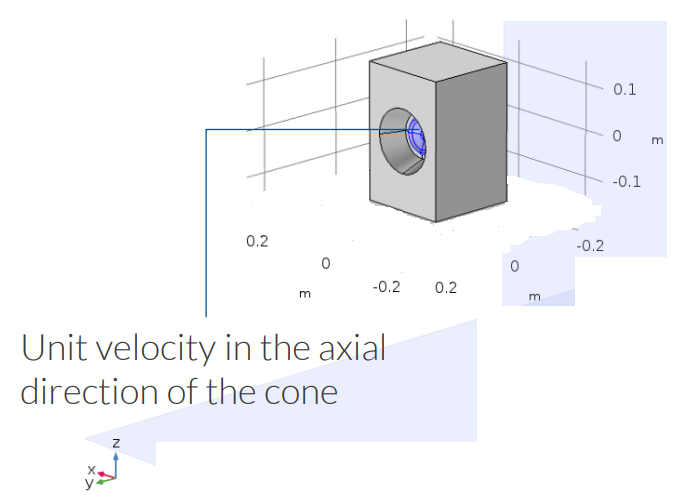 0.1
0
m
-0.1
0.2
-0.2
0
0
m
-0.2
0.2
m
Unit velocity in the axial
direction of the cone
z
x
y